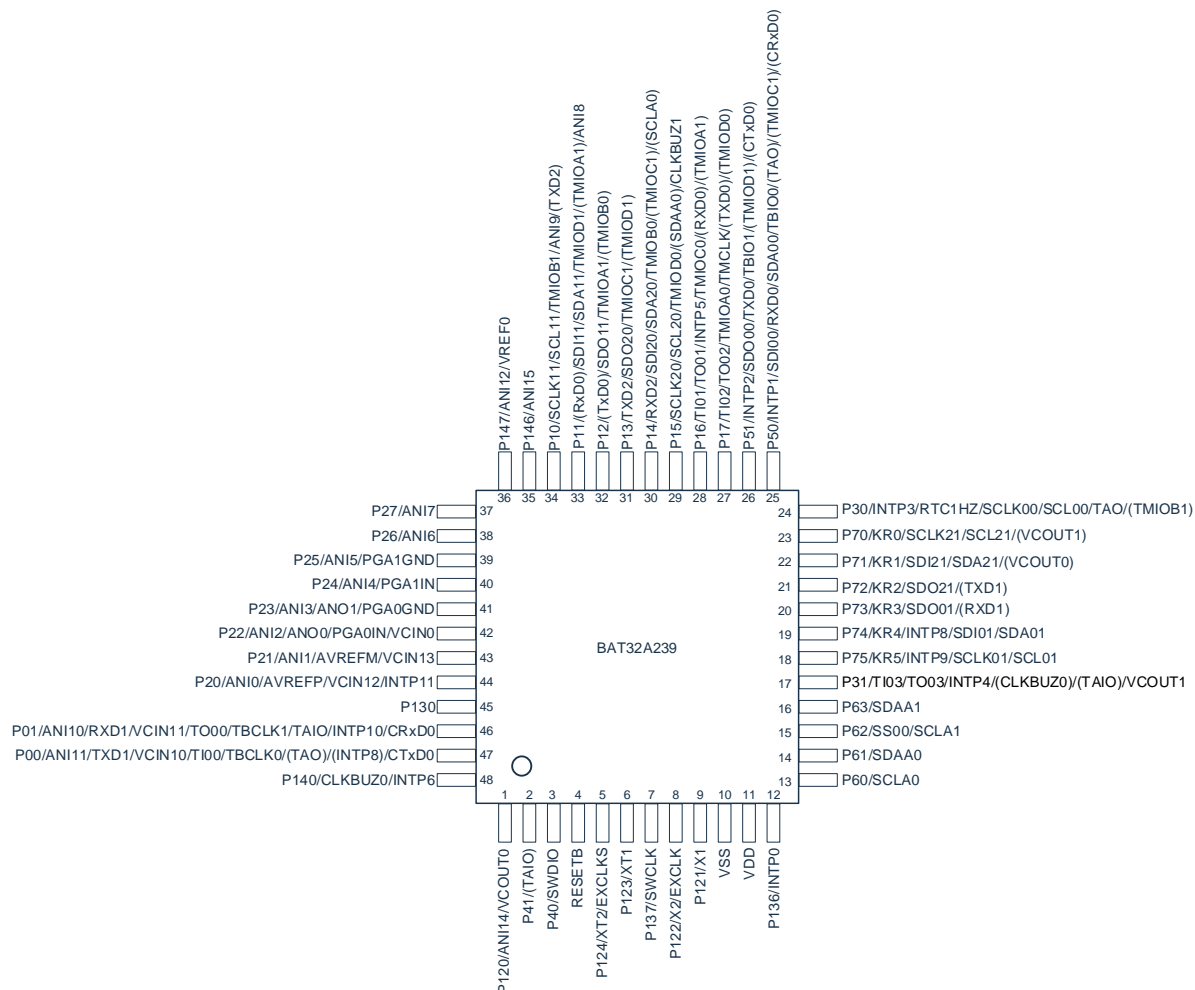 P147/ANI12/VREF0
P146/ANI15
P10/SCLK11/SCL11/TMIOB1/ANI9/(TXD2)
P11/(RxD0)/SDI11/SDA11/TMIOD1/(TMIOA1)/ANI8
P12/(TxD0)/SDO11/TMIOA1/(TMIOB0)
P13/TXD2/SDO20/TMIOC1/(TMIOD1)
P14/RXD2/SDI20/SDA20/TMIOB0/(TMIOC1)/(SCLA0)
P15/SCLK20/SCL20/TMIOD0/(SDAA0)/CLKBUZ1
P16/TI01/TO01/INTP5/TMIOC0/(RXD0)/(TMIOA1)
P17/TI02/TO02/TMIOA0/TMCLK/(TXD0)/(TMIOD0)
P51/INTP2/SDO00/TXD0/TBIO1/(TMIOD1)/(CTxD0)
P50/INTP1/SDI00/RXD0/SDA00/TBIO0/(TAO)/(TMIOC1)/(CRxD0)
36 35 34 33 32 31 30 29 28 27 26 25
P27/ANI7 37
P26/ANI6 38
P25/ANI5/PGA1GND 39
P24/ANI4/PGA1IN 40
P23/ANI3/ANO1/PGA0GND 41
P22/ANI2/ANO0/PGA0IN/VCIN0 42
P21/ANI1/AVREFM/VCIN13 43
P20/ANI0/AVREFP/VCIN12/INTP11 44
P130 45
P01/ANI10/RXD1/VCIN11/TO00/TBCLK1/TAIO/INTP10/CRxD0 46
P00/ANI11/TXD1/VCIN10/TI00/TBCLK0/(TAO)/(INTP8)/CTxD0 47
P140/CLKBUZ0/INTP6 48
BAT32A239
24 P30/INTP3/RTC1HZ/SCLK00/SCL00/TAO/(TMIOB1)
23 P70/KR0/SCLK21/SCL21/(VCOUT1)
22 P71/KR1/SDI21/SDA21/(VCOUT0)
21 P72/KR2/SDO21/(TXD1)
20 P73/KR3/SDO01/(RXD1)
19 P74/KR4/INTP8/SDI01/SDA01
18 P75/KR5/INTP9/SCLK01/SCL01
17 P31/TI03/TO03/INTP4/(CLKBUZ0)/(TAIO)/VCOUT1
16 P63/SDAA1
15 P62/SS00/SCLA1
14 P61/SDAA0
13 P60/SCLA0
1 2 3 4 5 6 7 8 9 10 11 12
P120/ANI14/VCOUT0
P41/(TAIO)
P40/SWDIO
RESETB
P124/XT2/EXCLKS
P123/XT1
P137/SWCLK
P122/X2/EXCLK
P121/X1
VSS
VDD
P136/INTP0